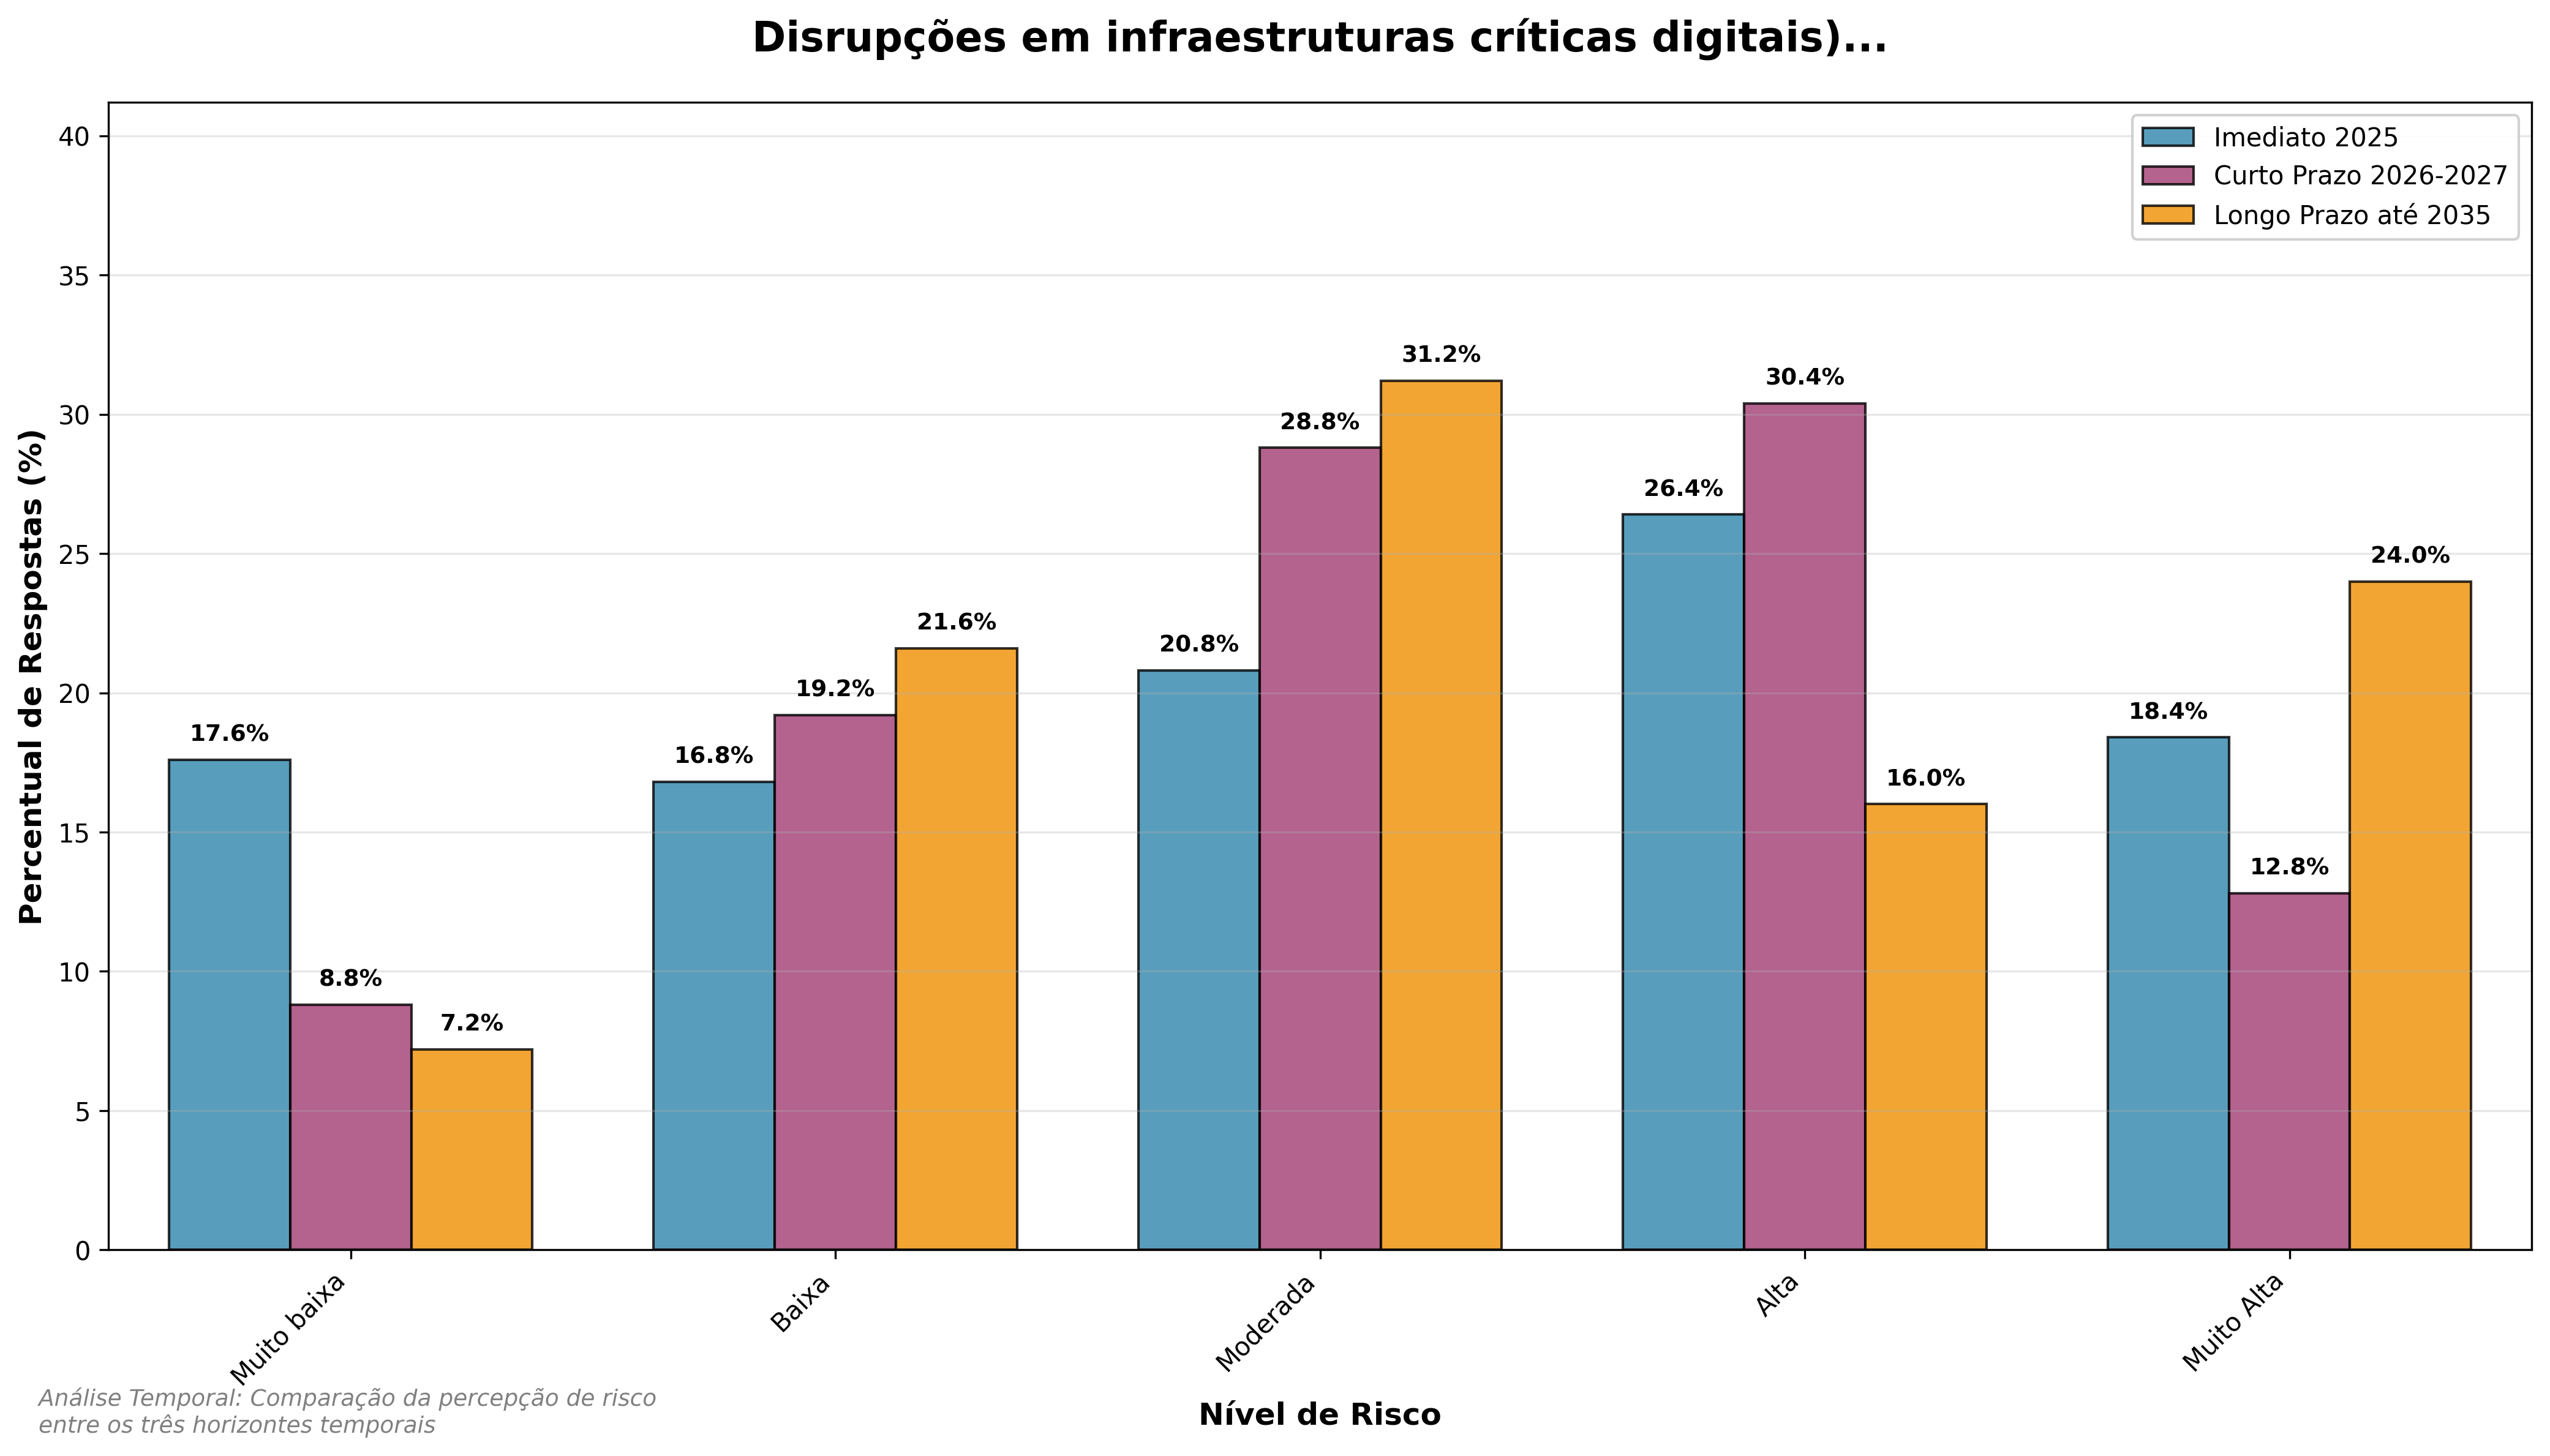 Disrupções em infraestruturas críticas digitais)...
Imediato 2025
Curto Prazo 2026-2027
Longo Prazo até 2035
Percentual de Respostas (%)
40
35
30
25
20
15
10
5
0
17.6%
8.8%
7.2%
16.8%
19.2%
21.6%
20.8%
28.8%
31.2%
26.4%
30.4%
16.0%
18.4%
12.8%
24.0%
Muito baixa
Baixa
Moderada
Alta
Muito Alta
Nível de Risco
Análise Temporal: Comparação da percepção de risco
entre os três horizontes temporais